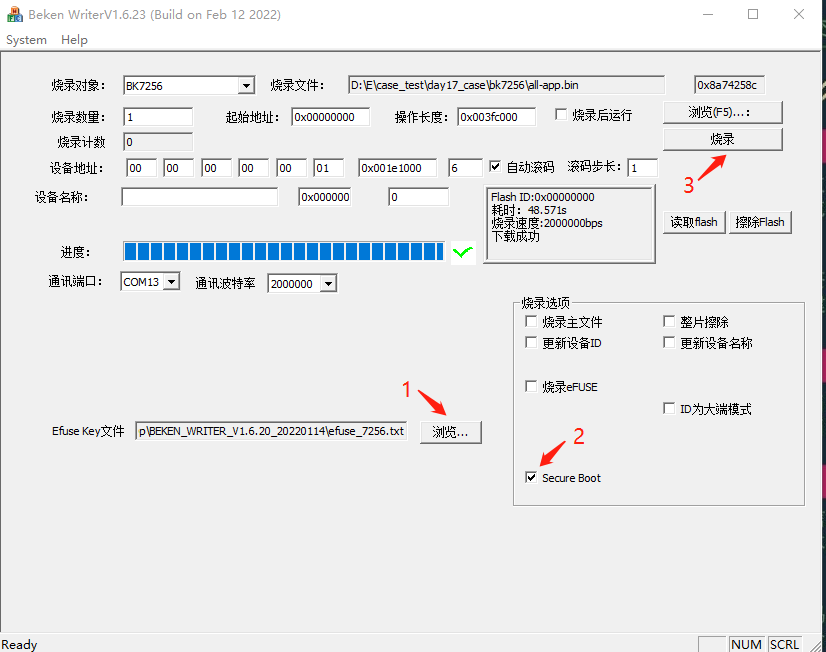 Beken WriterV1.6.23 (Build on Feb 12 2022)
System Help
烧录对象： BK7256 烧录文件： D:\E\case_test\day17_case\bk7256\all-app.bin 0x8a74258c
烧录数量： 1 起始地址： 0x00000000 操作长度： 0x003fc000 烧录后运行 浏览(F5)...：
烧录计数 0 烧录
设备地址： 00 00 00 00 00 01 0x001e1000 6 自动滚码 滚码步长： 1
3
设备名称： 0x000000 0
Flash ID:0x00000000
耗时：48.571s
烧录速度:2000000bps
下载成功
读取flash 擦除Flash
进度：
通讯端口： COM13 通讯波特率 2000000
烧录选项
烧录主文件 整片擦除
更新设备ID 更新设备名称
烧录eFUSE
ID为大端模式
1
Efuse Key文件 p\BEKEN_WRITER_V1.6.20_20220114\efuse_7256.txt 浏览...
2
Secure Boot
Ready NUM SCRL